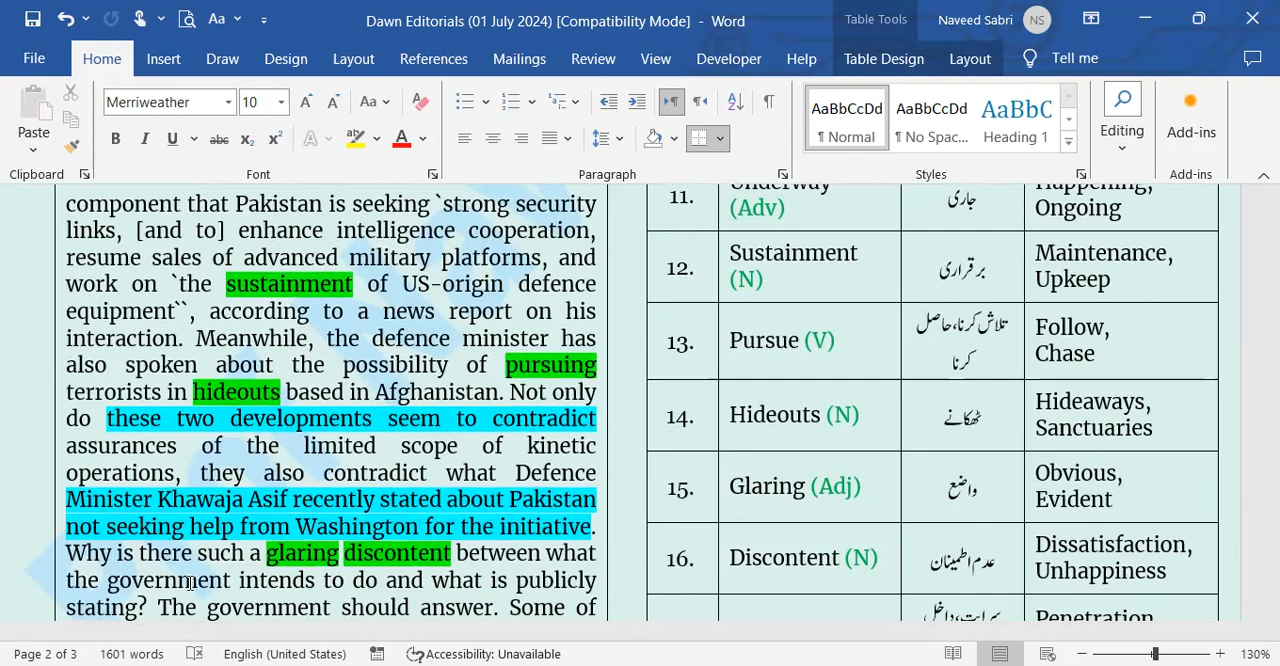 Dawn Editorials (01 July 2024) [Compatibility Mode] - Word
Table Tools
Naveed Sabri
NS
File
Home
Insert
Draw
Design
Layout
References
Mailings
Review
View
Developer
Help
Table Design
Layout
Tell me
Paste
Clipboard
Merriweather
10
Font
Paragraph
AaBbCcDd
¶ Normal
AaBbCcDd
¶ No Spac...
AaBbC
Heading 1
Styles
Editing
Add-ins
Add-ins
component that Pakistan is seeking `strong security
links, [and to] enhance intelligence cooperation,
resume sales of advanced military platforms, and
work on `the sustainment of US-origin defence
equipment``, according to a news report on his
interaction. Meanwhile, the defence minister has
also spoken about the possibility of pursuing
terrorists in hideouts based in Afghanistan. Not only
do these two developments seem to contradict
assurances of the limited scope of kinetic
operations, they also contradict what Defence
Minister Khawaja Asif recently stated about Pakistan
not seeking help from Washington for the initiative.
Why is there such a glaring discontent between what
the government intends to do and what is publicly
stating? The government should answer. Some of
11. Underway (Adv) جاری Happening, Ongoing
12. Sustainment (N) برقراری Maintenance, Upkeep
13. Pursue (V) تلاش کرنا، حاصل کرنا Follow, Chase
14. Hideouts (N) ٹھکانے Hideaways, Sanctuaries
15. Glaring (Adj) واضع Obvious, Evident
16. Discontent (N) عدم اطمینان Dissatisfaction, Unhappiness
سرایت، داخل Penetration
Page 2 of 3
1601 words
English (United States)
Accessibility: Unavailable
130%